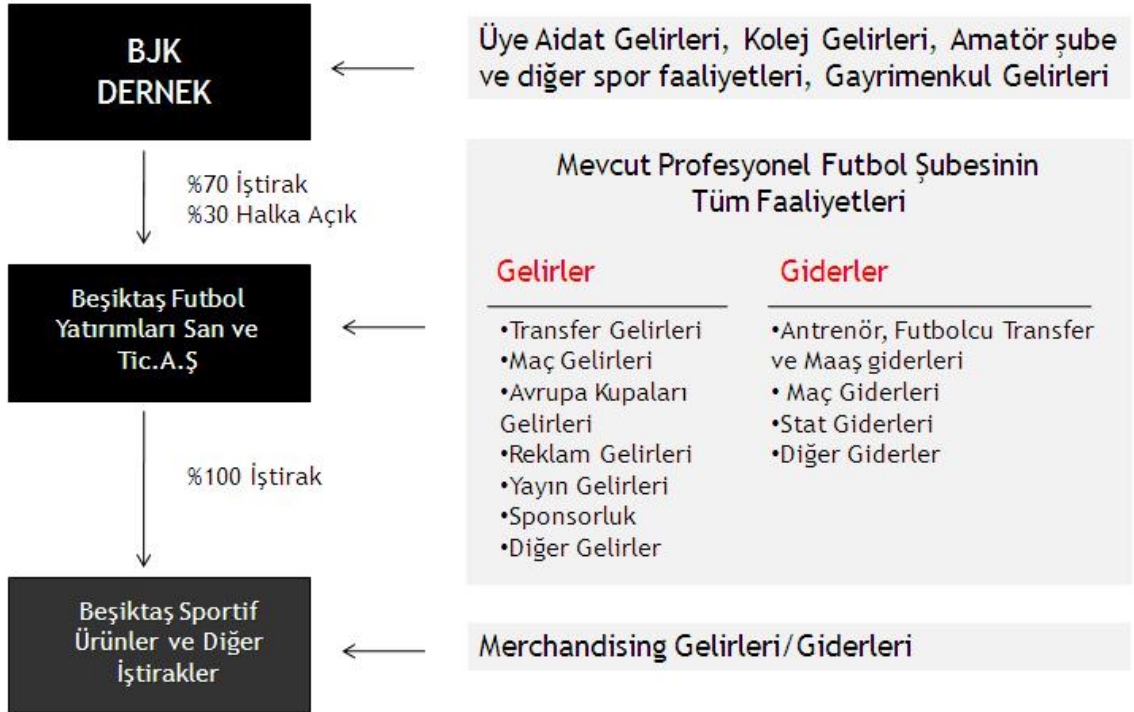 BJK
DERNEK
Üye Aidat Gelirleri, Kolej Gelirleri, Amatör şube
ve diğer spor faaliyetleri, Gayrimenkul Gelirleri
%70 İştirak
%30 Halka Açık
Mevcut Profesyonel Futbol Şubesinin
Tüm Faaliyetleri
Beşiktaş Futbol
Yatırımları San ve
Tic.A.Ş
Gelirler
•Transfer Gelirleri
•Maç Gelirleri
•Avrupa Kupaları
Gelirleri
•Reklam Gelirleri
•Yayın Gelirleri
•Sponsorluk
•Diğer Gelirler
Giderler
•Antrenör, Futbolcu Transfer
ve Maaş giderleri
• Maç Giderleri
•Stat Giderleri
•Diğer Giderler
%100 İştirak
Beşiktaş Sportif
Ürünler ve Diğer
İştirakler
Merchandising Gelirleri/Giderleri